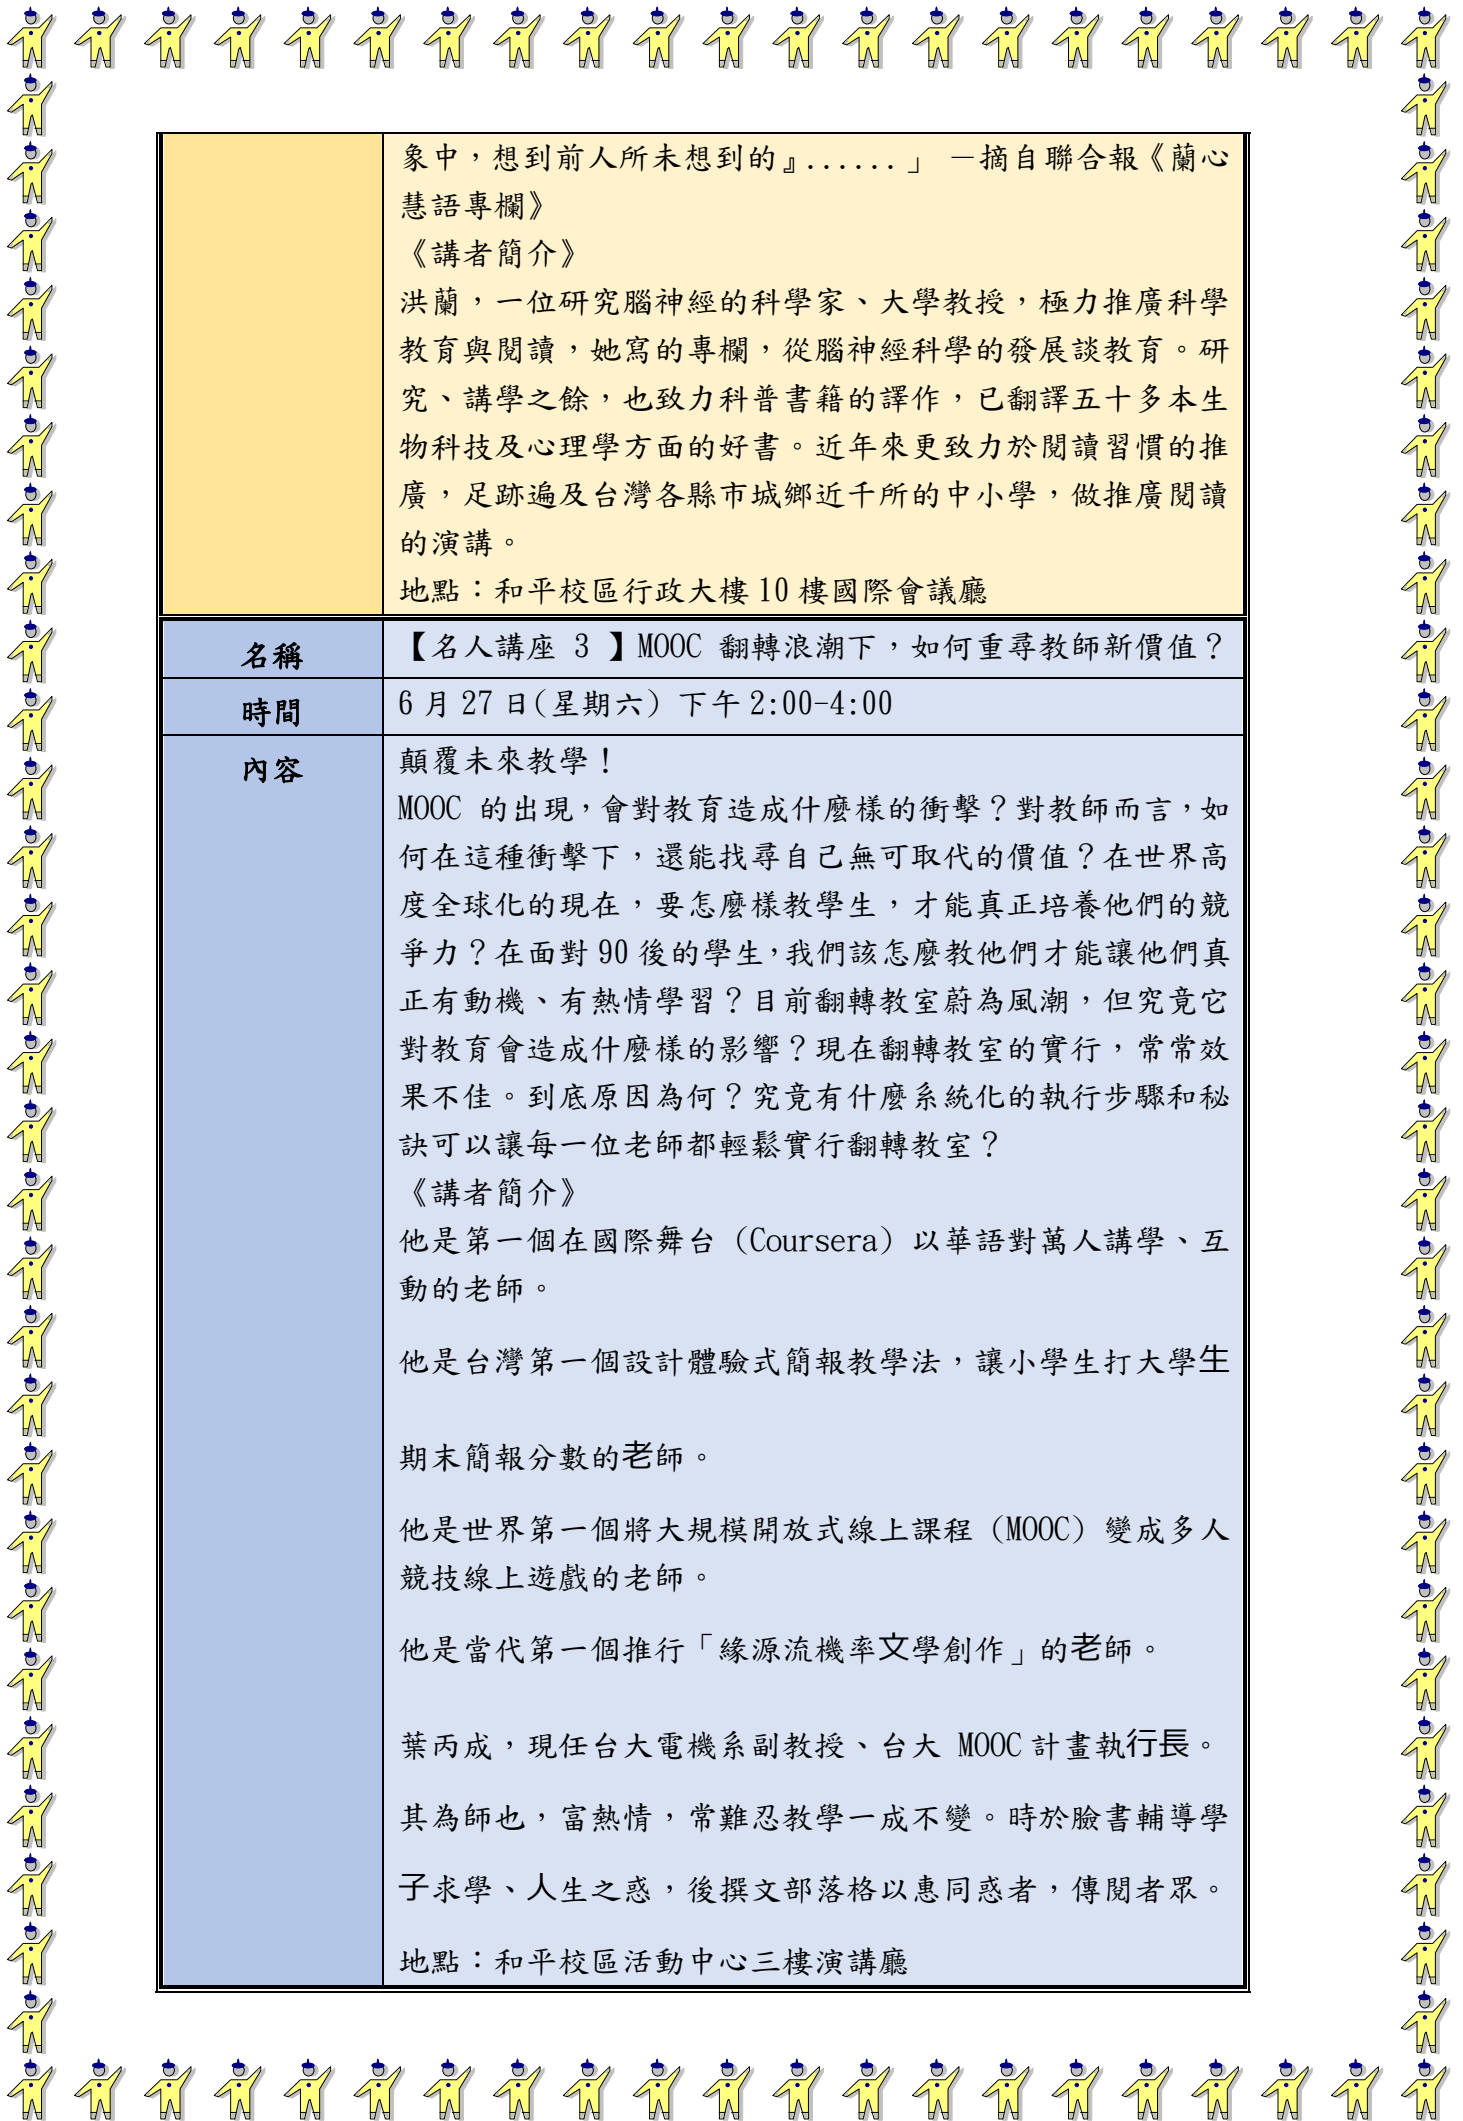 象中，想到前人所未想到的』......」 －摘自聯合報《蘭心
慧語專欄》
《講者簡介》
洪蘭，一位研究腦神經的科學家、大學教授，極力推廣科學
教育與閱讀，她寫的專欄，從腦神經科學的發展談教育。研
究、講學之餘，也致力科普書籍的譯作，已翻譯五十多本生
物科技及心理學方面的好書。近年來更致力於閱讀習慣的推
廣，足跡遍及台灣各縣市城鄉近千所的中小學，做推廣閱讀
的演講。
地點：和平校區行政大樓 10 樓國際會議廳
名稱
【名人講座 3 】MOOC 翻轉浪潮下，如何重尋教師新價值？
時間
6 月 27 日(星期六) 下午 2:00-4:00
內容
顛覆未來教學！
MOOC 的出現，會對教育造成什麼樣的衝擊？對教師而言，如
何在這種衝擊下，還能找尋自己無可取代的價值？在世界高
度全球化的現在，要怎麼樣教學生，才能真正培養他們的競
爭力？在面對 90 後的學生，我們該怎麼教他們才能讓他們真
正有動機、有熱情學習？目前翻轉教室蔚為風潮，但究竟它
對教育會造成什麼樣的影響？現在翻轉教室的實行，常常效
果不佳。到底原因為何？究竟有什麼系統化的執行步驟和秘
訣可以讓每一位老師都輕鬆實行翻轉教室？
《講者簡介》
他是第一個在國際舞台（Coursera）以華語對萬人講學、互
動的老師。
他是台灣第一個設計體驗式簡報教學法，讓小學生打大學生
期末簡報分數的老師。
他是世界第一個將大規模開放式線上課程（MOOC）變成多人
競技線上遊戲的老師。
他是當代第一個推行「緣源流機率文學創作」的老師。
葉丙成，現任台大電機系副教授、台大 MOOC 計畫執行長。
其為師也，富熱情，常難忍教學一成不變。時於臉書輔導學
子求學、人生之惑，後撰文部落格以惠同惑者，傳閱者眾。
地點：和平校區活動中心三樓演講廳